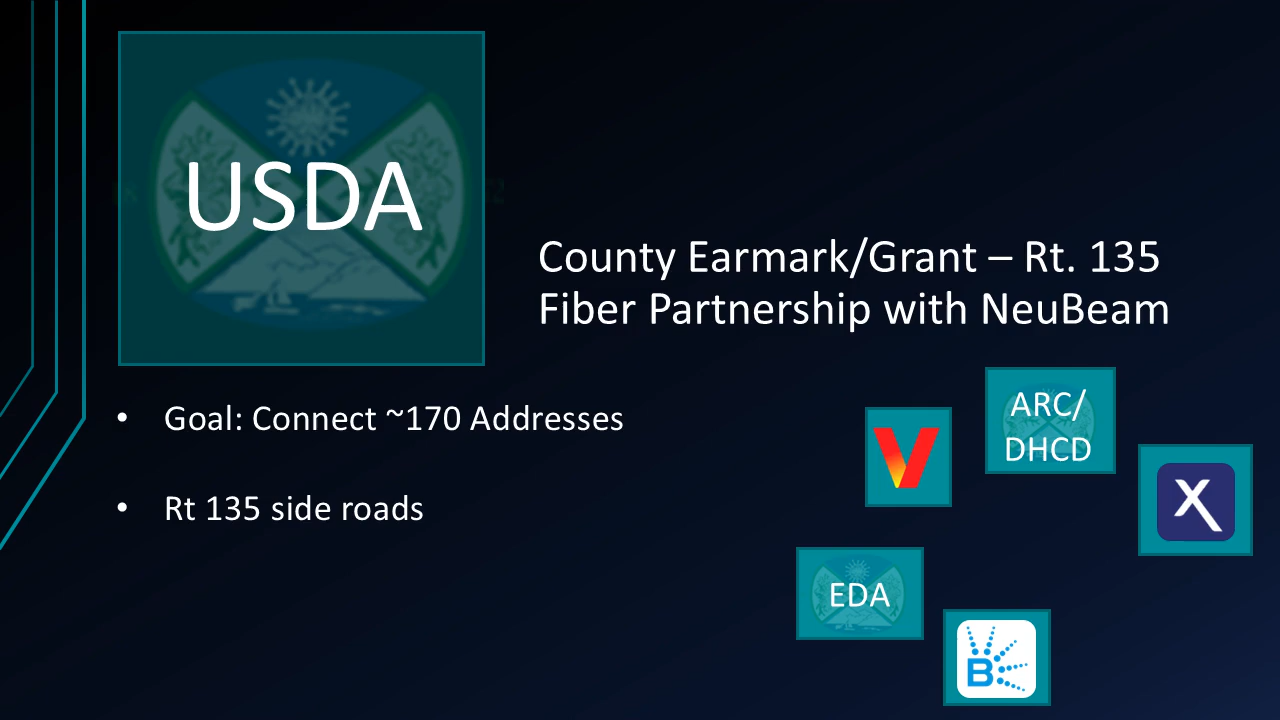 USDA
County Earmark/Grant – Rt. 135
Fiber Partnership with NeuBeam
• Goal: Connect ~170 Addresses
• Rt 135 side roads
V
ARC/
DHCD
X
EDA
B